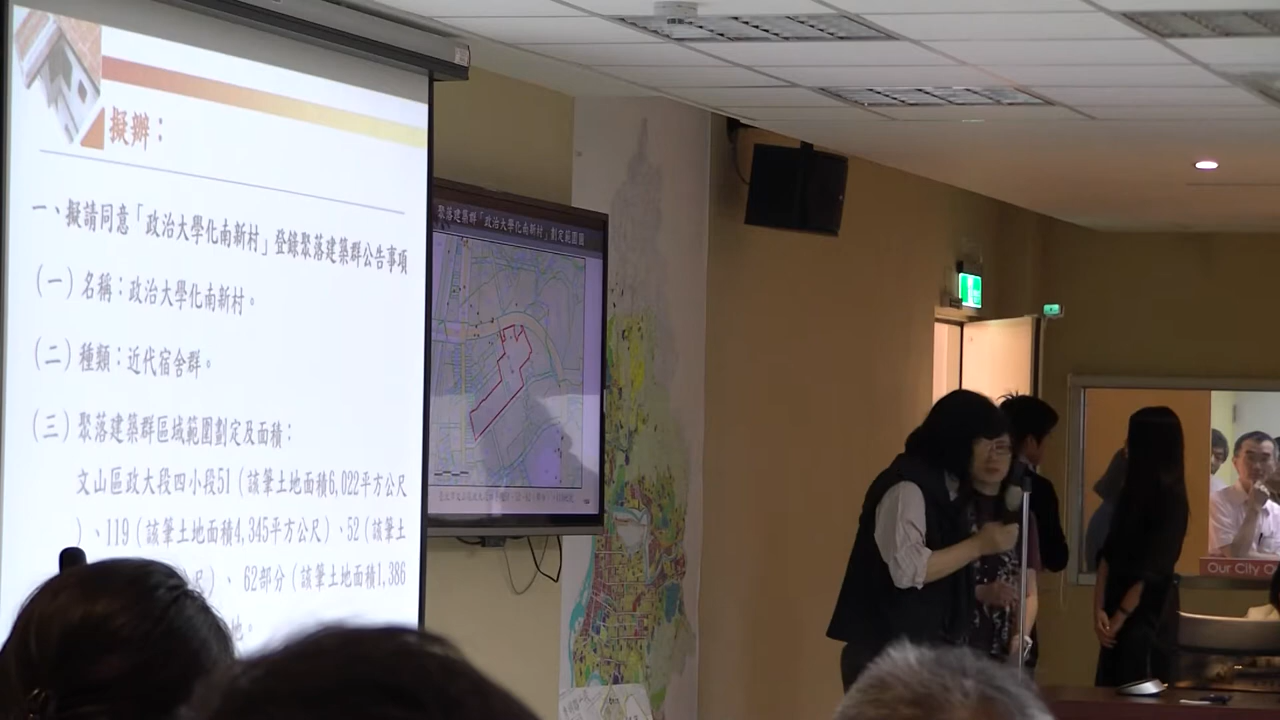 擬辦：
一、擬請同意「政治大學化南新村」登錄聚落建築群公告事項
(一) 名稱：政治大學化南新村。
(二) 種類：近代宿舍群。
(三) 聚落建築群區域範圍劃定及面積：
文山區政大段四小段51 (該筆土地面積6,022平方公尺
)、119 (該筆土地面積4,345平方公尺)、52 (該筆土
尺)、 62部分 (該筆土地面積1,386
地。
聚落建築群「政治大學化南新村」劃定範圍圖
Our City O